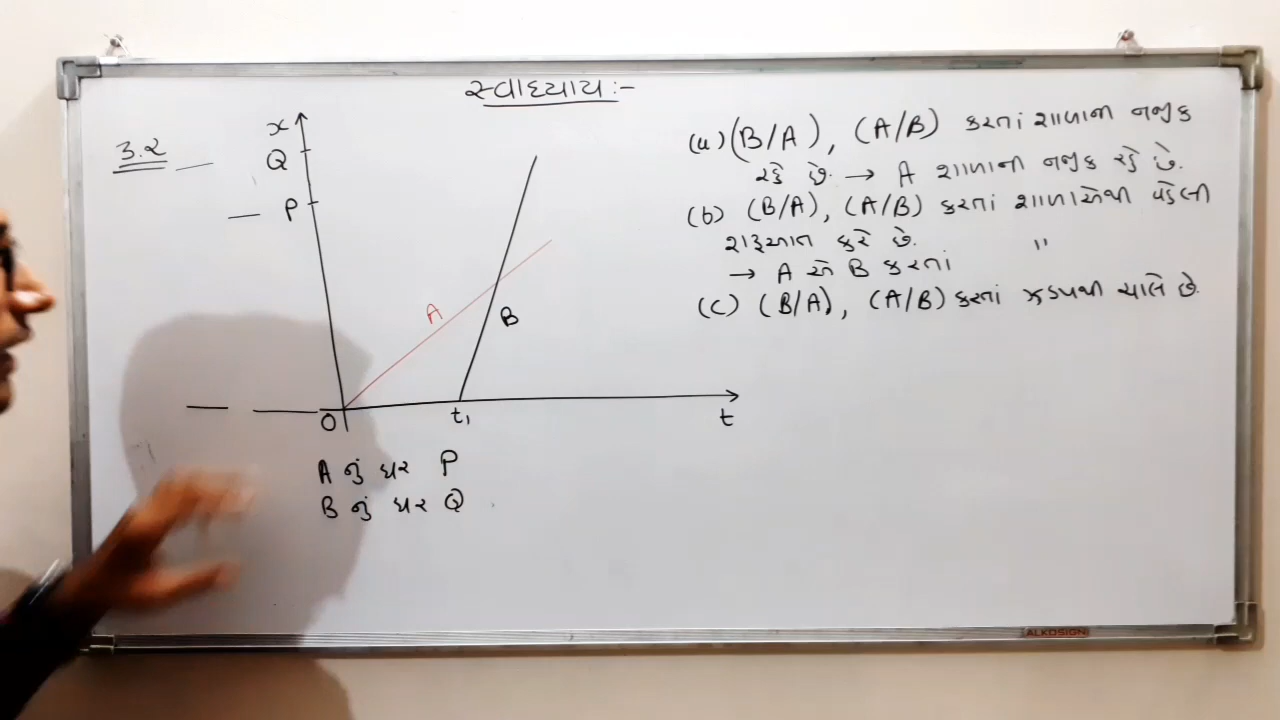 સ્વાધ્યાય:-
3.2
x
Q
P
A
B
O
t₁
t
A નું ઘર P
B નું ઘર Q
(a) (B/A), (A/B) કરતાં શાળાની નજીક
રહે છે. → A શાળાની નજીક રહે છે.
(b) (B/A), (A/B) કરતાં શાળાએથી પહેલી
શરૂઆત કરે છે. "
→ A એ B કરતાં
(c) (B/A), (A/B) કરતાં ઝડપથી ચાલે છે.
ALKOSIGN